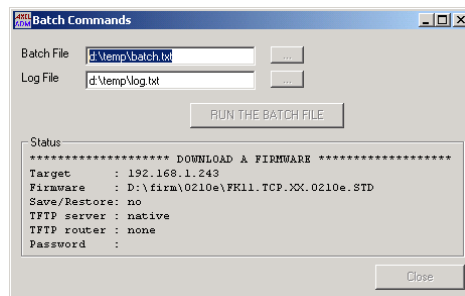 AXEL
ADM
Batch Commands
Batch File
d:\temp\batch.txt
...
Log File
d:\temp\log.txt
...
RUN THE BATCH FILE
Status
******************** DOWNLOAD A FIRMWARE *******************
Target : 192.168.1.243
Firmware : D:\firm\0210e\FK11.TCP.XX.0210e.STD
Save/Restore: no
TFTP server : native
TFTP router : none
Password :
Close